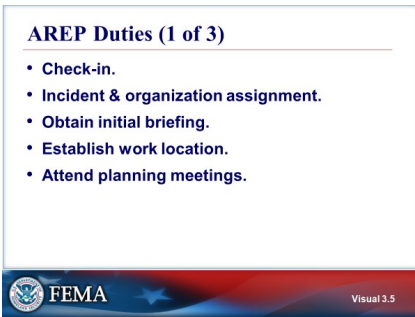 AREP Duties (1 of 3)
• Check-in.
• Incident & organization assignment.
• Obtain initial briefing.
• Establish work location.
• Attend planning meetings.
FEMA
Visual 3.5